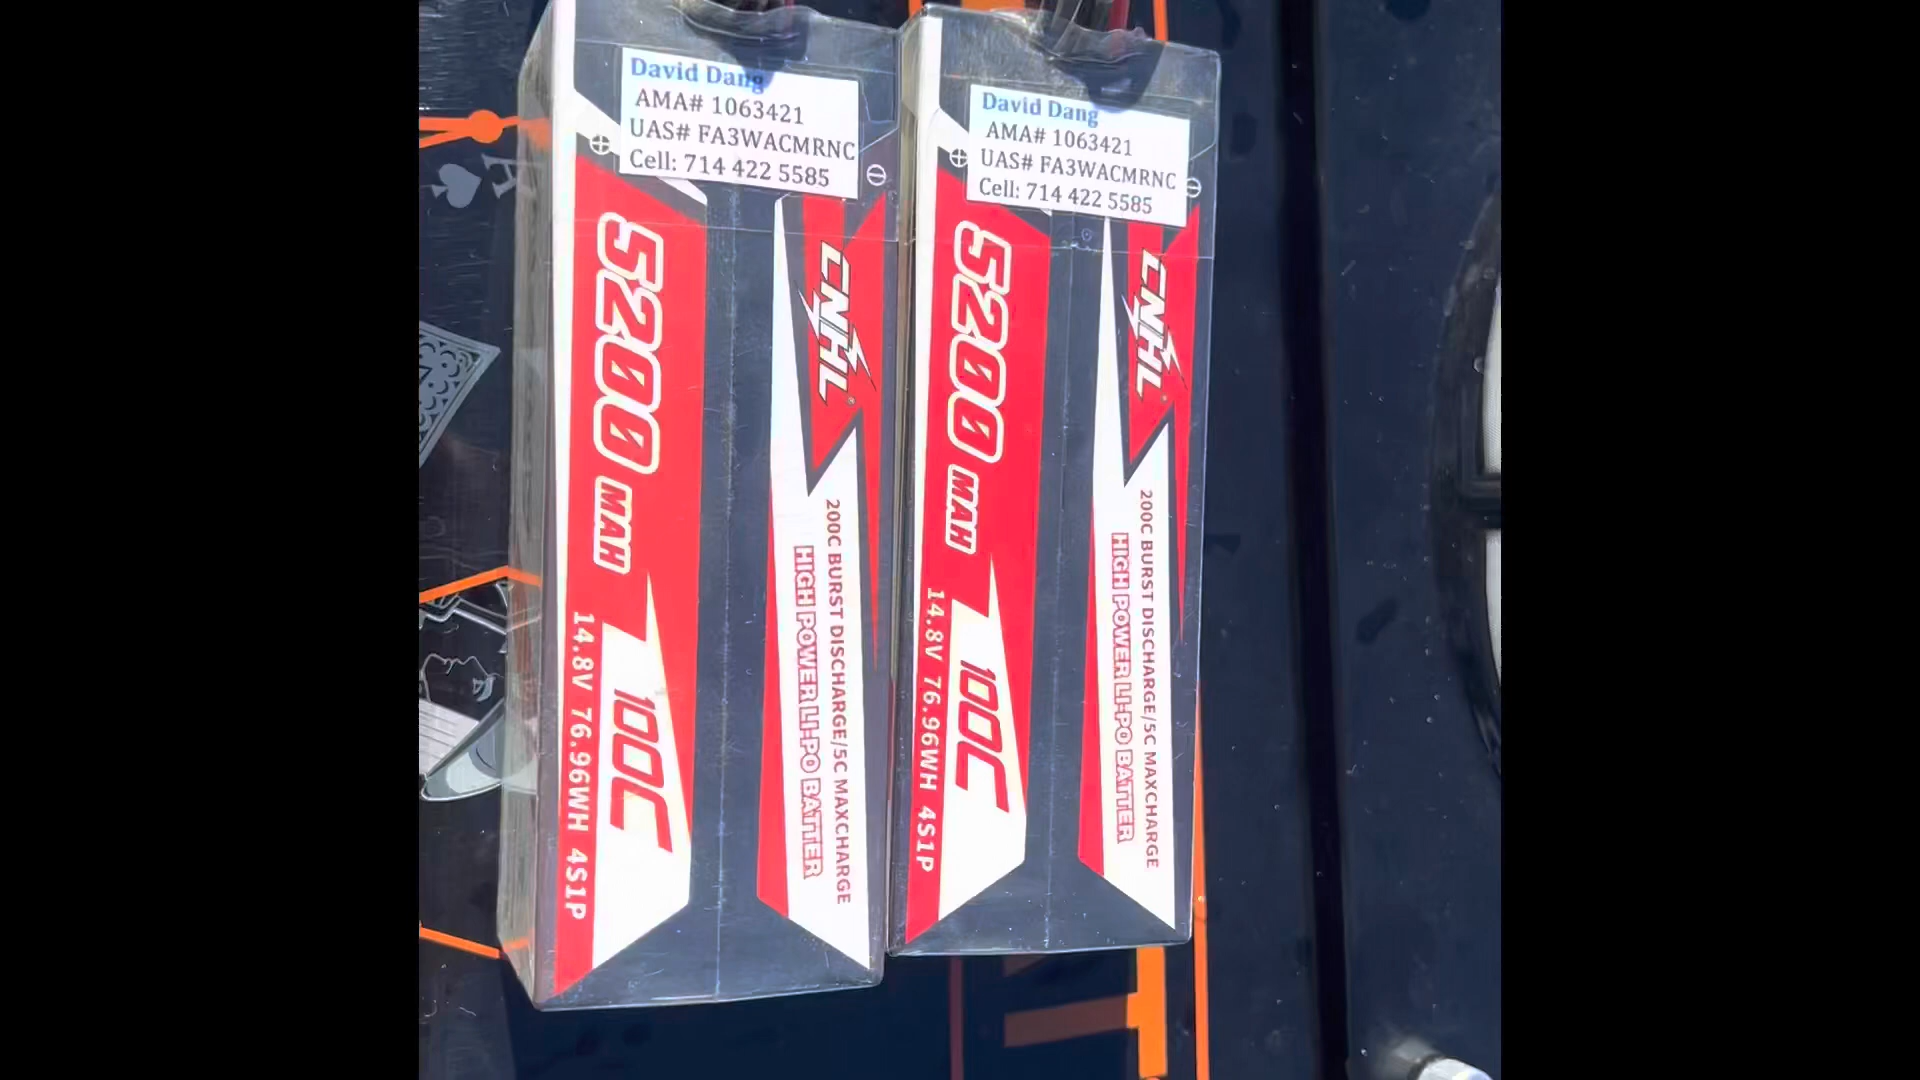 David Dang
AMA# 1063421
UAS# FA3WACMRNC
Cell: 714 422 5585
5200 MAH
100C
14.8V 76.96WH 4S1P
CNHL
200C BURST DISCHARGE/5C MAXCHARGE
HIGH POWER LI-PO BATTER
David Dang
AMA# 1063421
UAS# FA3WACMRNC
Cell: 714 422 5585
5200 MAH
100C
14.8V 76.96WH 4S1P
CNHL
200C BURST DISCHARGE/5C MAXCHARGE
HIGH POWER LI-PO BATTER